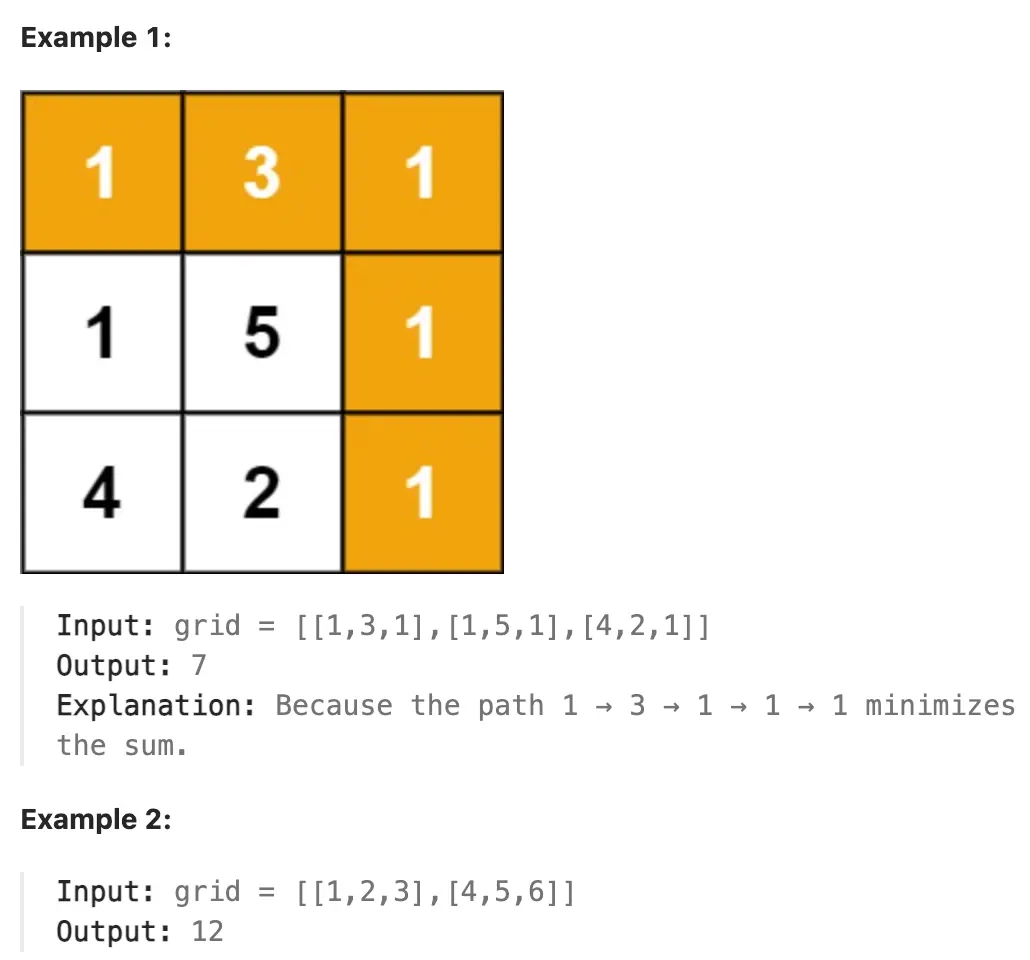 Example 1:
1 3 1
1 5 1
4 2 1
Input: grid = [[1,3,1],[1,5,1],[4,2,1]]
Output: 7
Explanation: Because the path 1 → 3 → 1 → 1 → 1 minimizes
the sum.
Example 2:
Input: grid = [[1,2,3],[4,5,6]]
Output: 12